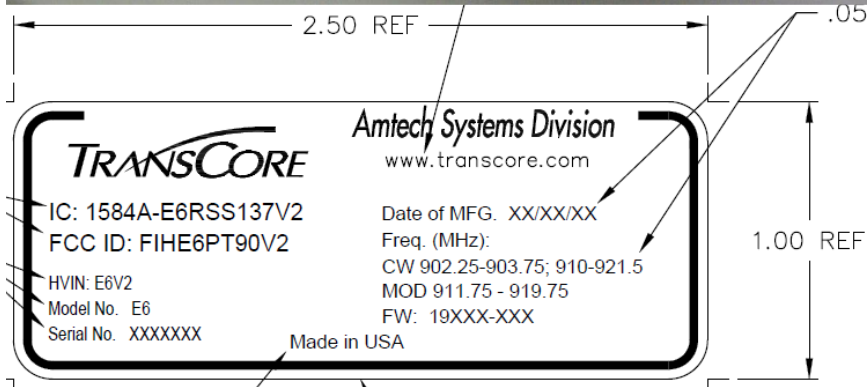 2.50 REF
.05
TRANSCORE
Amtech Systems Division
www.transcore.com
IC: 1584A-E6RSS137V2
FCC ID: FIHE6PT90V2
HVIN: E6V2
Model No. E6
Serial No. XXXXXXX
Date of MFG. XX/XX/XX
Freq. (MHz):
CW 902.25-903.75; 910-921.5
MOD 911.75 - 919.75
FW: 19XXX-XXX
Made in USA
1.00 REF